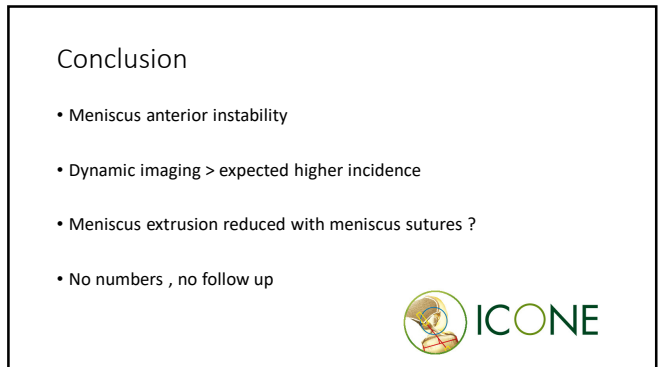 Conclusion
• Meniscus anterior instability
• Dynamic imaging > expected higher incidence
• Meniscus extrusion reduced with meniscus sutures ?
• No numbers , no follow up
ICONE